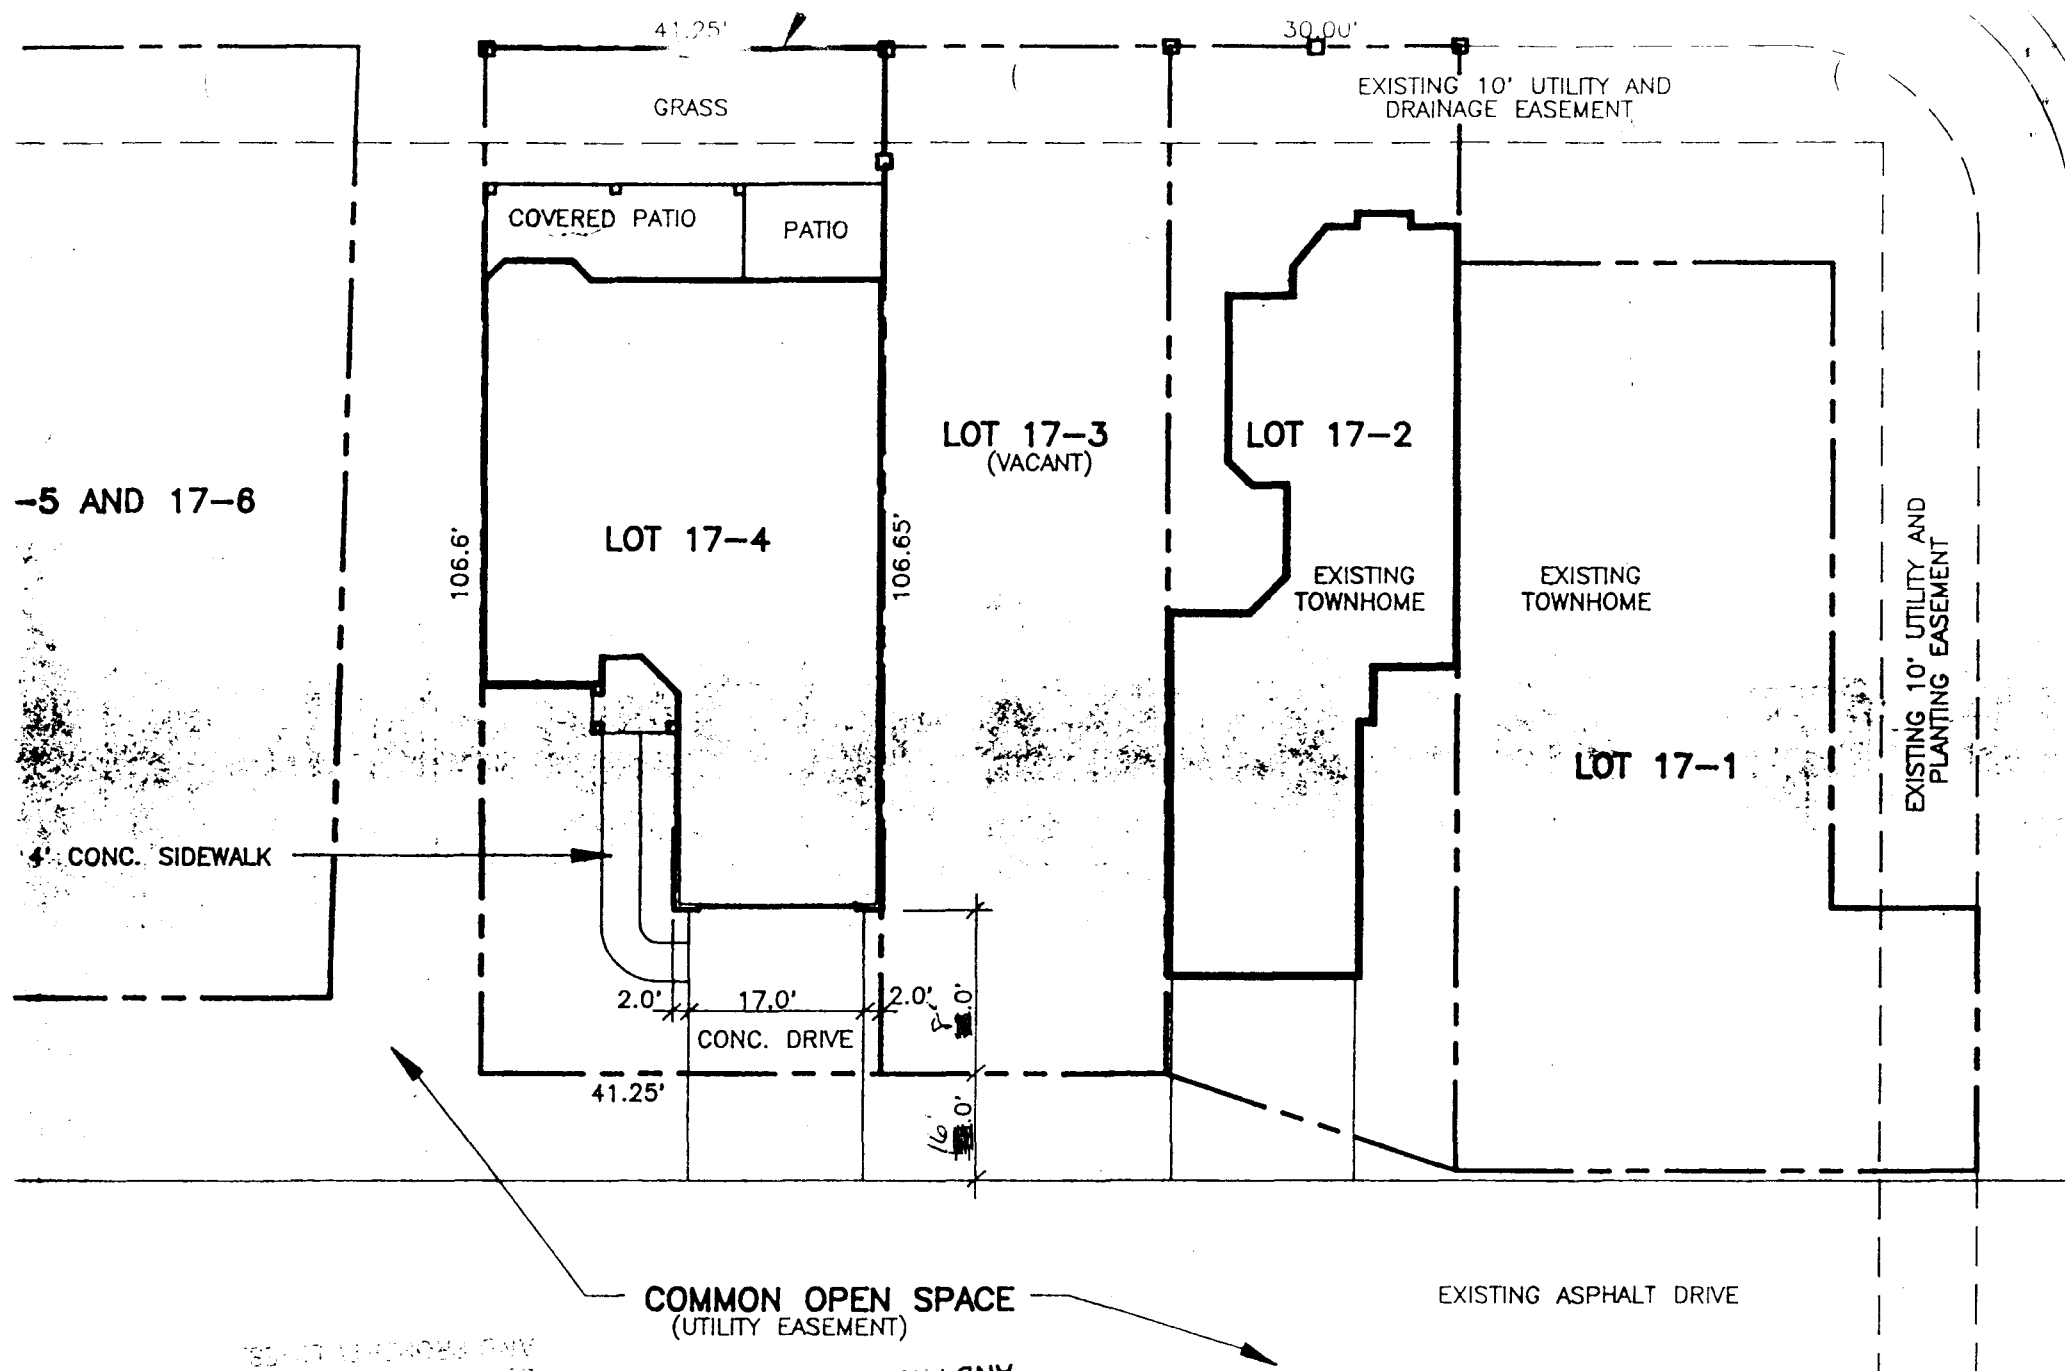 41.25'
30.00'
EXISTING 10' UTILITY AND
DRAINAGE EASEMENT
GRASS
COVERED PATIO
PATIO
LOT 17-3
(VACANT)
LOT 17-2
-5 AND 17-6
LOT 17-4
106.6'
106.65'
EXISTING
TOWNHOME
EXISTING
TOWNHOME
EXISTING 10' UTILITY AND
PLANTING EASEMENT
LOT 17-1
4' CONC. SIDEWALK
2.0'
17.0'
2.0'
.0'
CONC. DRIVE
41.25'
16'
.0'
COMMON OPEN SPACE
(UTILITY EASEMENT)
EXISTING ASPHALT DRIVE